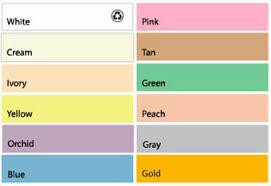 White
Pink
Cream
Tan
Ivory
Green
Yellow
Peach
Orchid
Gray
Blue
Gold